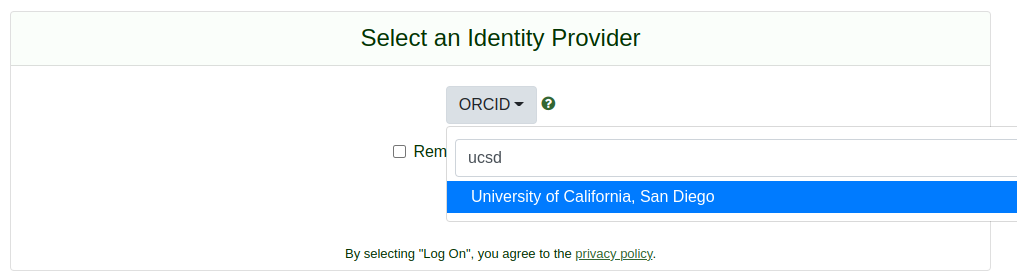 Select an Identity Provider
ORCID
Rem
ucsd
University of California, San Diego
By selecting "Log On", you agree to the privacy policy.